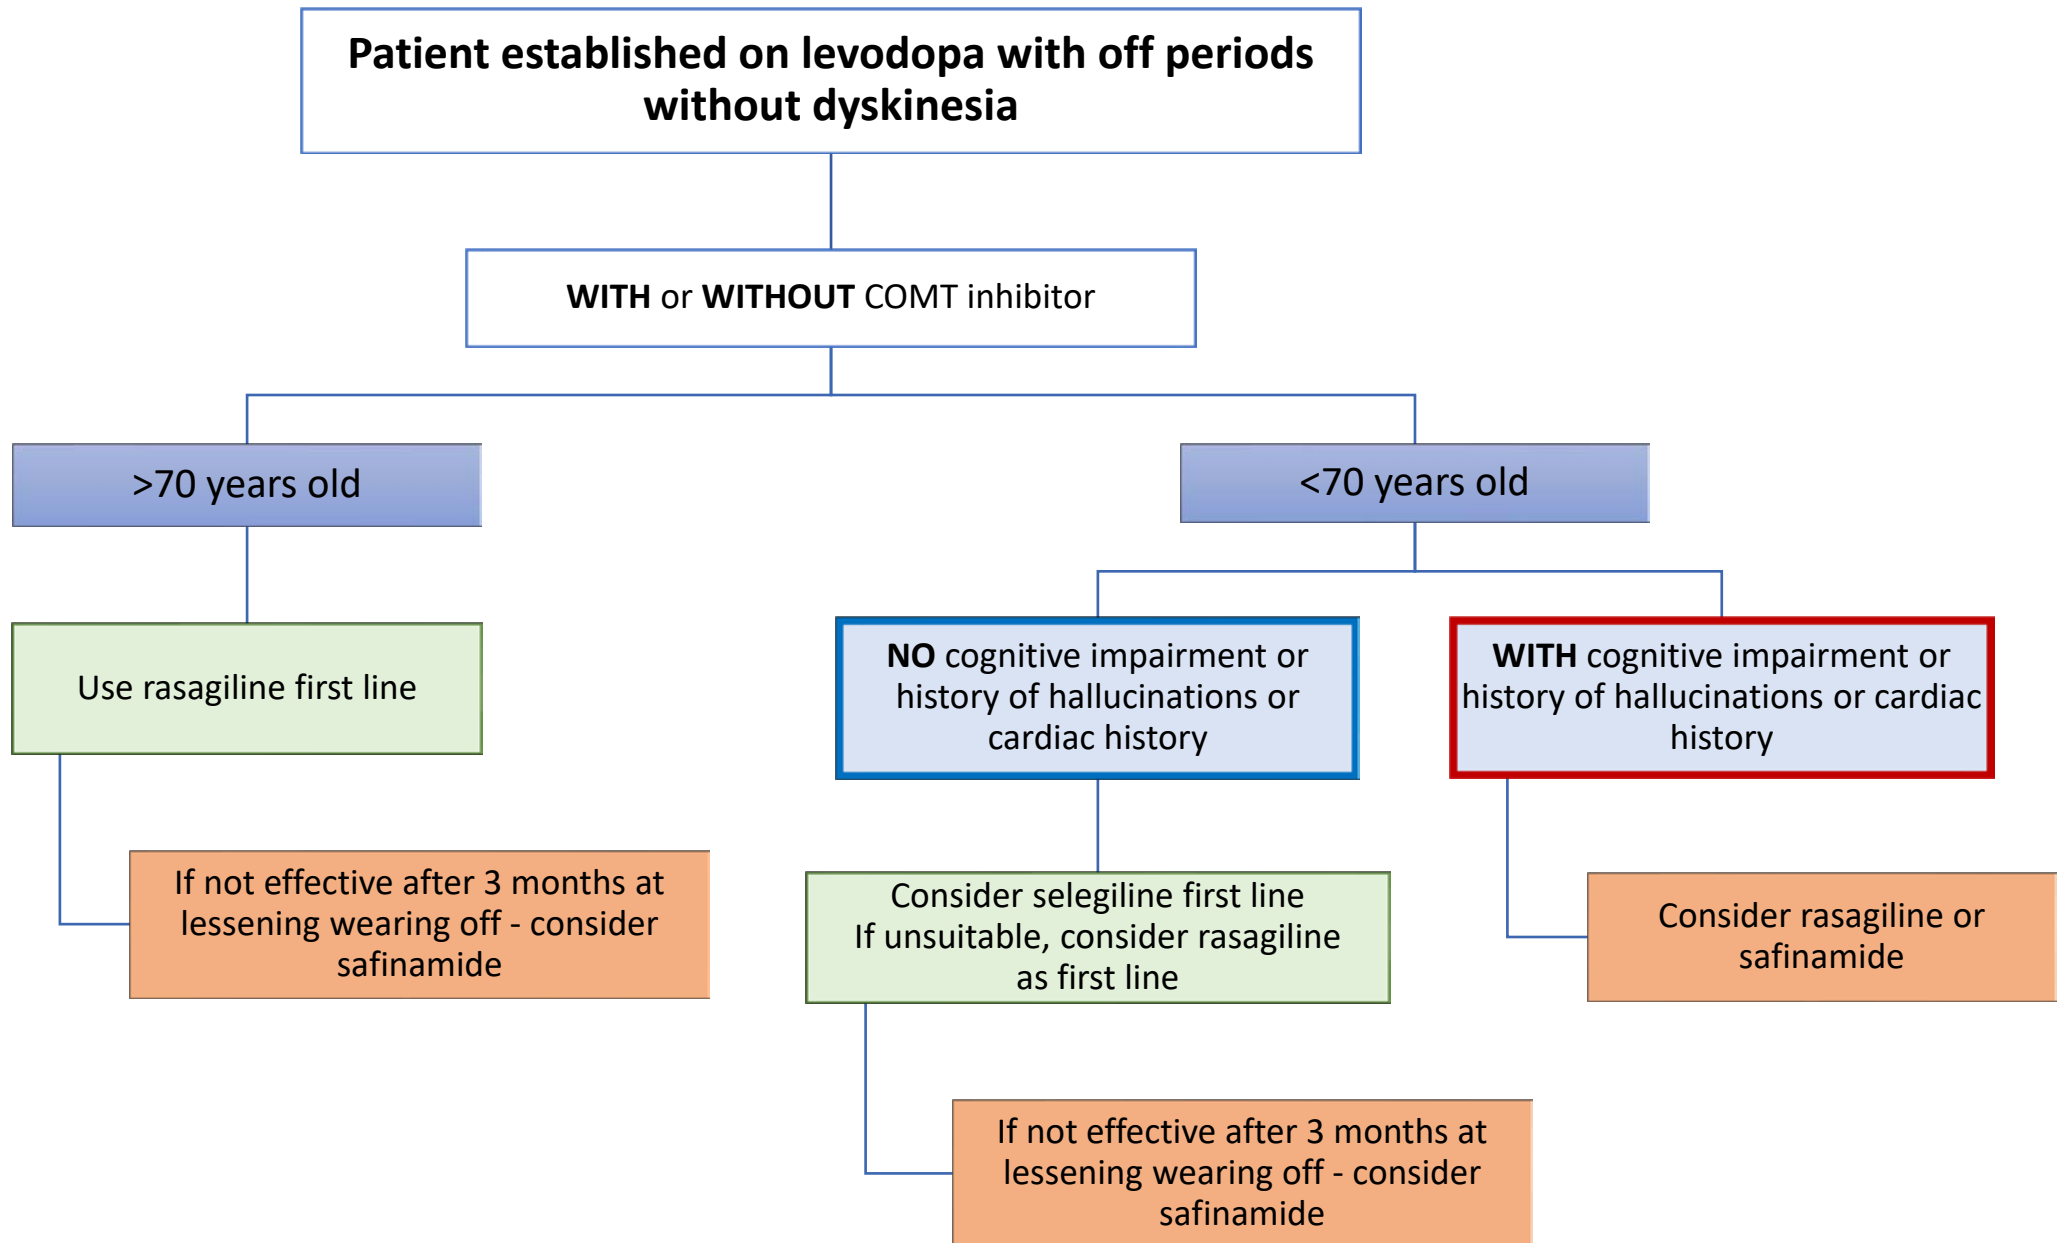 Patient established on levodopa with off periods
without dyskinesia
WITH or WITHOUT COMT inhibitor
>70 years old
<70 years old
Use rasagiline first line
NO cognitive impairment or
history of hallucinations or
cardiac history
WITH cognitive impairment or
history of hallucinations or cardiac
history
If not effective after 3 months at
lessening wearing off - consider
safinamide
Consider selegiline first line
If unsuitable, consider rasagiline
as first line
Consider rasagiline or
safinamide
If not effective after 3 months at
lessening wearing off - consider
safinamide